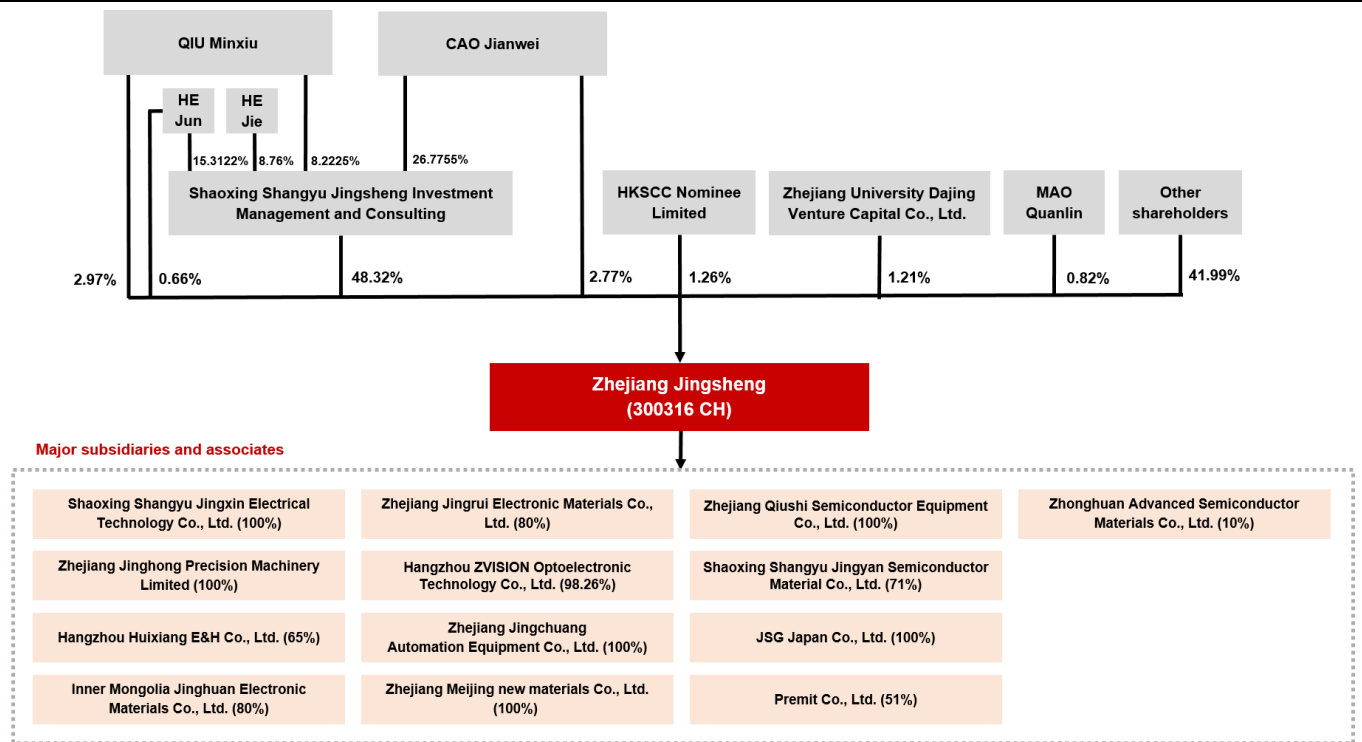 QIU Minxiu
CAO Jianwei
HE
Jun
HE
Jie
15.3122%
8.76%
8.2225%
26.7755%
Shaoxing Shangyu Jingsheng Investment
Management and Consulting
HKSCC Nominee
Limited
Zhejiang University Dajing
Venture Capital Co., Ltd.
MAO
Quanlin
Other
shareholders
2.97%
0.66%
48.32%
2.77%
1.26%
1.21%
0.82%
41.99%
Zhejiang Jingsheng
(300316 CH)
Major subsidiaries and associates
Shaoxing Shangyu Jingxin Electrical
Technology Co., Ltd. (100%)
Zhejiang Jingrui Electronic Materials Co.,
Ltd. (80%)
Zhejiang Qiushi Semiconductor Equipment
Co., Ltd. (100%)
Zhonghuan Advanced Semiconductor
Materials Co., Ltd. (10%)
Zhejiang Jinghong Precision Machinery
Limited (100%)
Hangzhou ZVISION Optoelectronic
Technology Co., Ltd. (98.26%)
Shaoxing Shangyu Jingyan Semiconductor
Material Co., Ltd. (71%)
Hangzhou Huixiang E&H Co., Ltd. (65%)
Zhejiang Jingchuang
Automation Equipment Co., Ltd. (100%)
JSG Japan Co., Ltd. (100%)
Inner Mongolia Jinghuan Electronic
Materials Co., Ltd. (80%)
Zhejiang Meijing new materials Co., Ltd.
(100%)
Premit Co., Ltd. (51%)